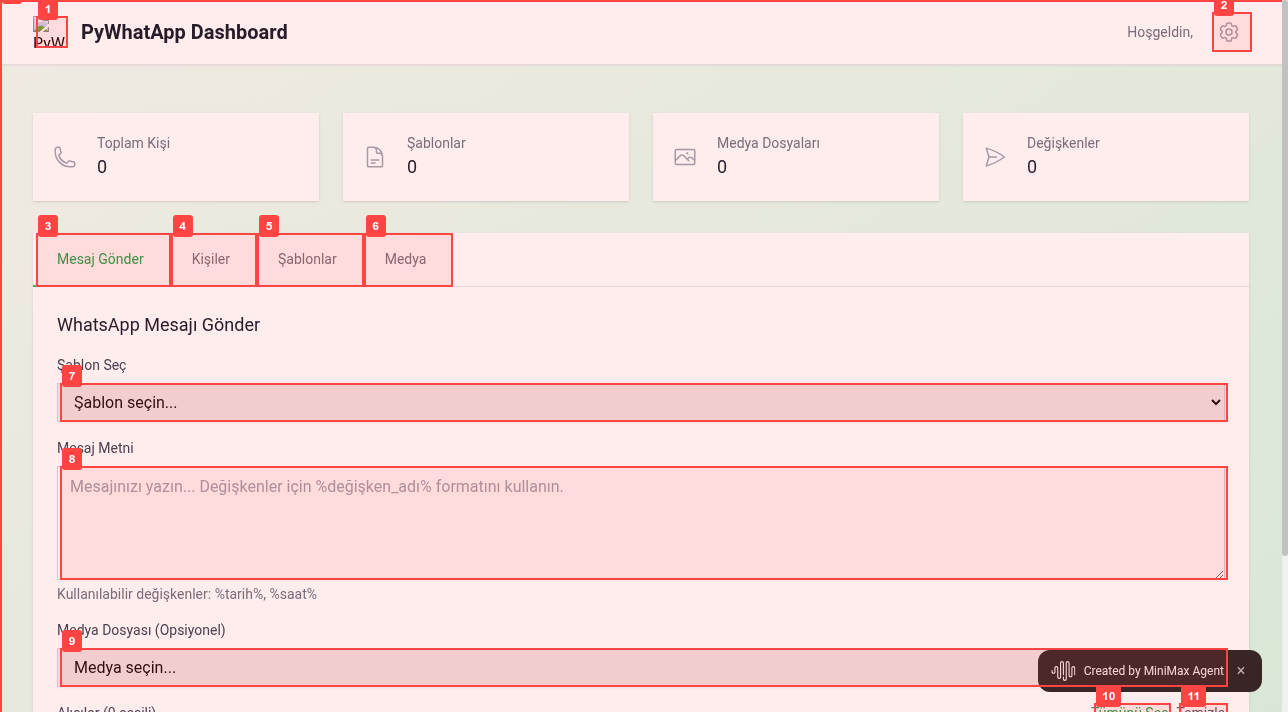 1
2
PyW
PyWhatApp Dashboard
Hoşgeldin,
Toplam Kişi
0
Şablonlar
0
Medya Dosyaları
0
Değişkenler
0
3
4
5
6
Mesaj Gönder
Kişiler
Şablonlar
Medya
WhatsApp Mesajı Gönder
Şablon Seç
7
Şablon seçin...
Mesaj Metni
8
Mesajınızı yazın... Değişkenler için %değişken_adı% formatını kullanın.
Kullanılabilir değişkenler: %tarih%, %saat%
Medya Dosyası (Opsiyonel)
9
Medya seçin...
Created by MiniMax Agent
×
10
11
Alıcılar (0 seçili)
Tümünü Seç
Temizle